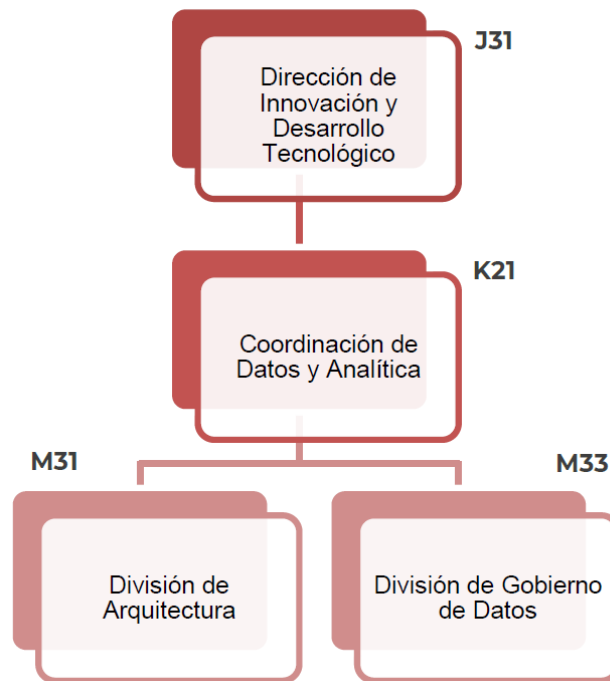 J31
Dirección de
Innovación y
Desarrollo
Tecnológico
K21
Coordinación de
Datos y Analítica
M31
M33
División de
Arquitectura
División de Gobierno
de Datos